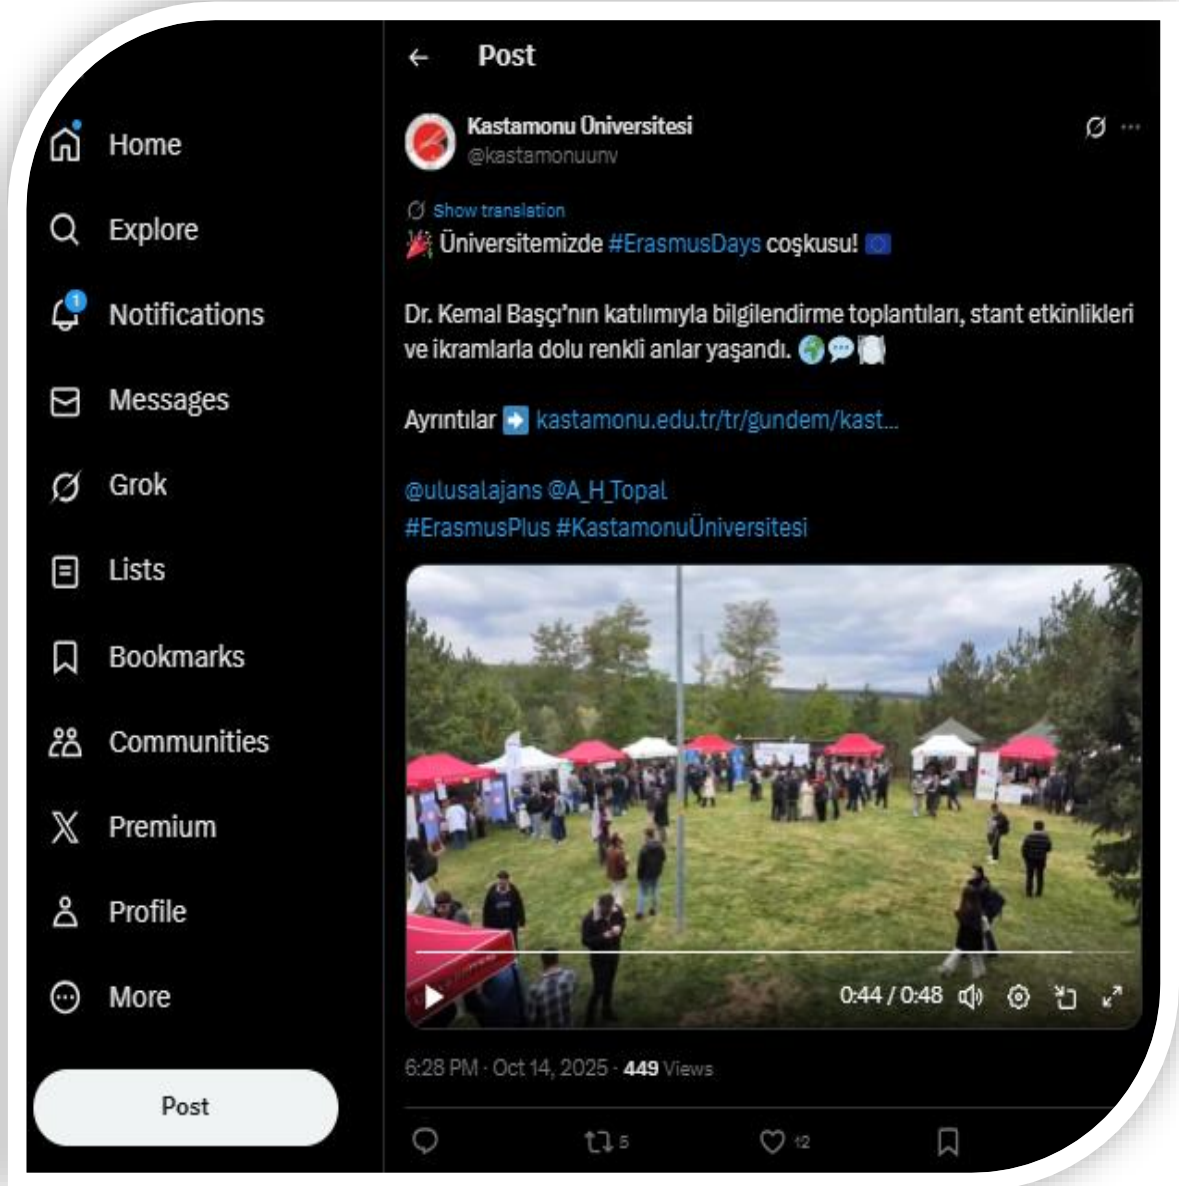 Post
Kastamonu Üniversitesi
@kastamonuunv
Show translation
Üniversitemizde #ErasmusDays coşkusu!
Dr. Kemal Başçı’nın katılımıyla bilgilendirme toplantıları, stant etkinlikleri
ve ikramlarla dolu renkli anlar yaşandı.
Ayrıntılar kastamonu.edu.tr/tr/gundem/kast...
@ulusalajans @A_H_Topal
#ErasmusPlus #KastamonuÜniversitesi
0:44 / 0:48
6:28 PM · Oct 14, 2025 · 449 Views
5
12
Home
Explore
1
Notifications
Messages
Grok
Lists
Bookmarks
Communities
Premium
Profile
More
Post